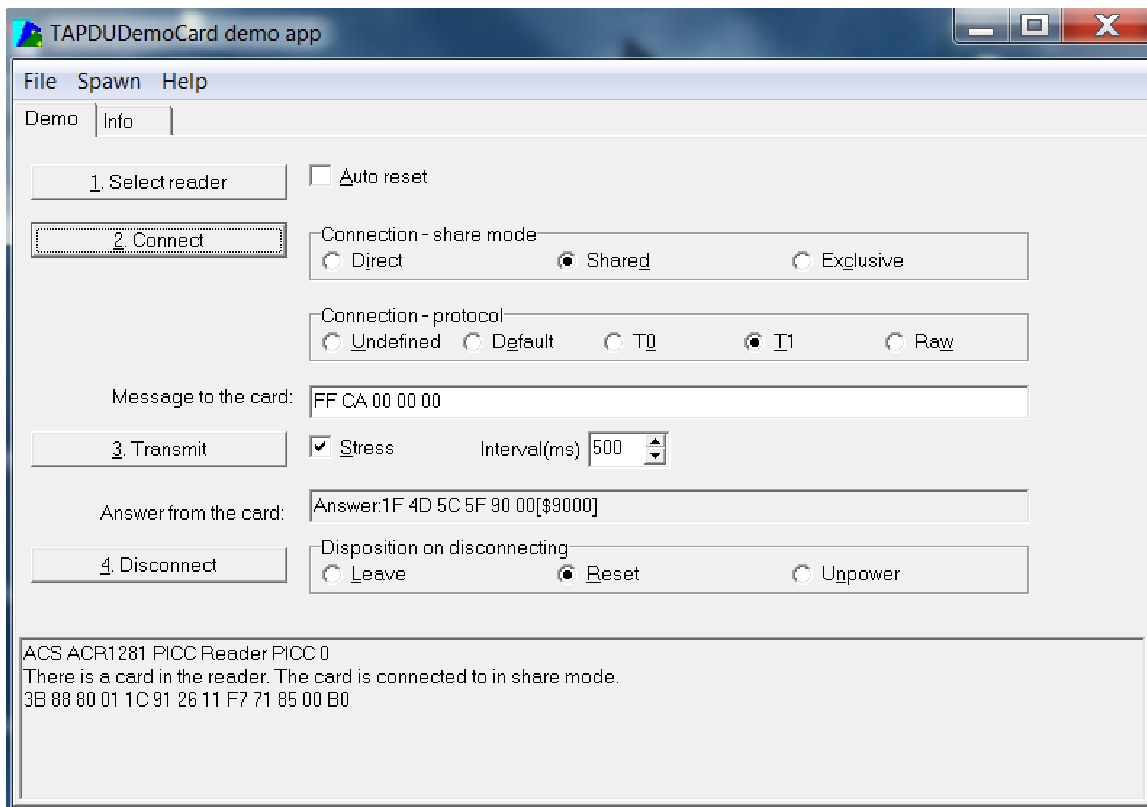 TAPDUDemoCard demo app
File Spawn Help
Demo Info
1. Select reader Auto reset
2. Connect
Connection - share mode
Direct Shared Exclusive
Connection - protocol
Undefined Default T0 T1 Raw
Message to the card: FF CA 00 00 00
3. Transmit Stress Interval(ms) 500
Answer from the card: Answer:1F 4D 5C 5F 90 00[$9000]
4. Disconnect
Disposition on disconnecting
Leave Reset Unpower
ACS ACR1281 PICC Reader PICC 0
There is a card in the reader. The card is connected to in share mode.
3B 88 80 01 1C 91 26 11 F7 71 85 00 B0